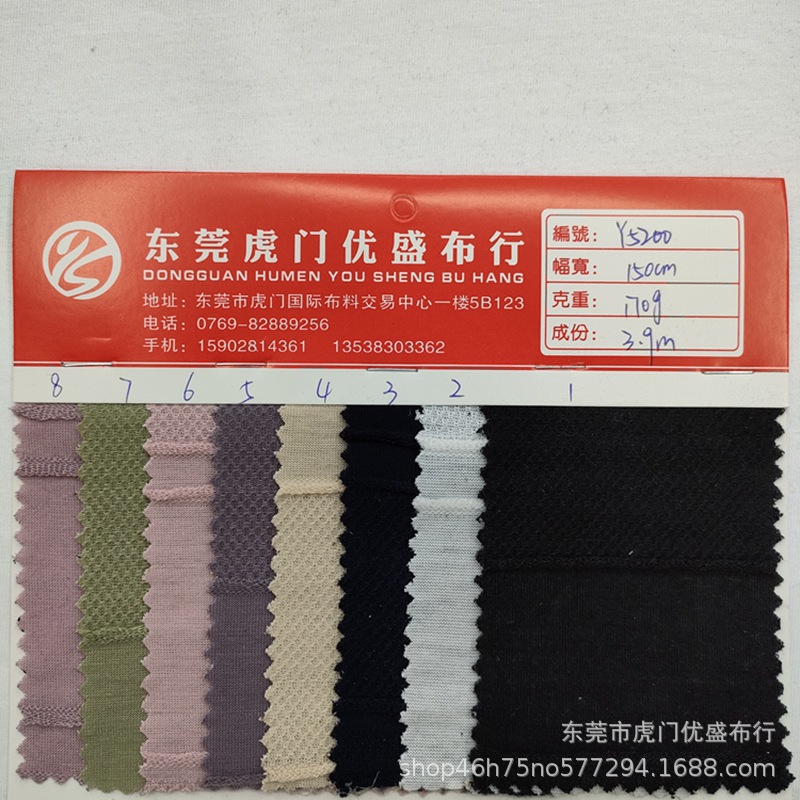 东莞虎门优盛布行
DONGGUAN HUMEN YOU SHENG BU HANG
地址：东莞市虎门国际布料交易中心一楼5B123
电话：0769-82889256
手机：15902814361 13538303362
編號：Y5200
幅寬：150cm
克重：170g
成份：3.9m
8 7 6 5 4 3 2 1
东莞市虎门优盛布行
shop46h75no577294.1688.com